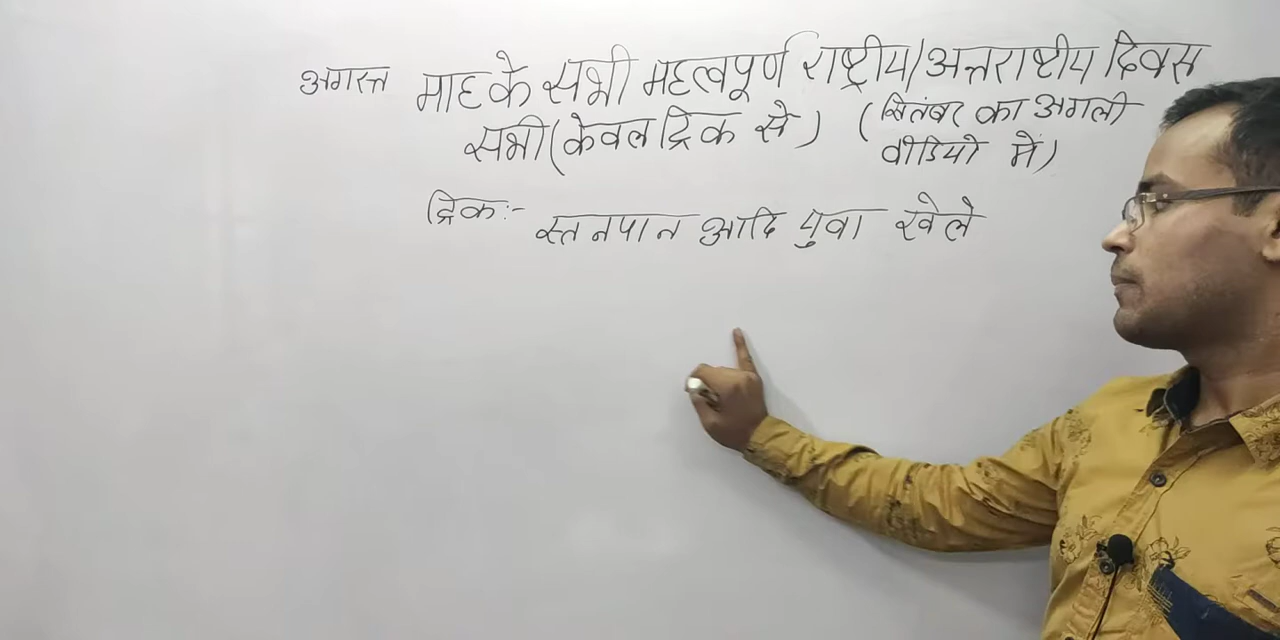 अगस्त माह के सभी महत्वपूर्ण राष्ट्रीय/अन्तराष्ट्रीय दिवस
सभी (केवल ट्रिक से) (सितंबर का अगली
वीडियो में)
ट्रिक:- स्तनपान आदि युवा खेले